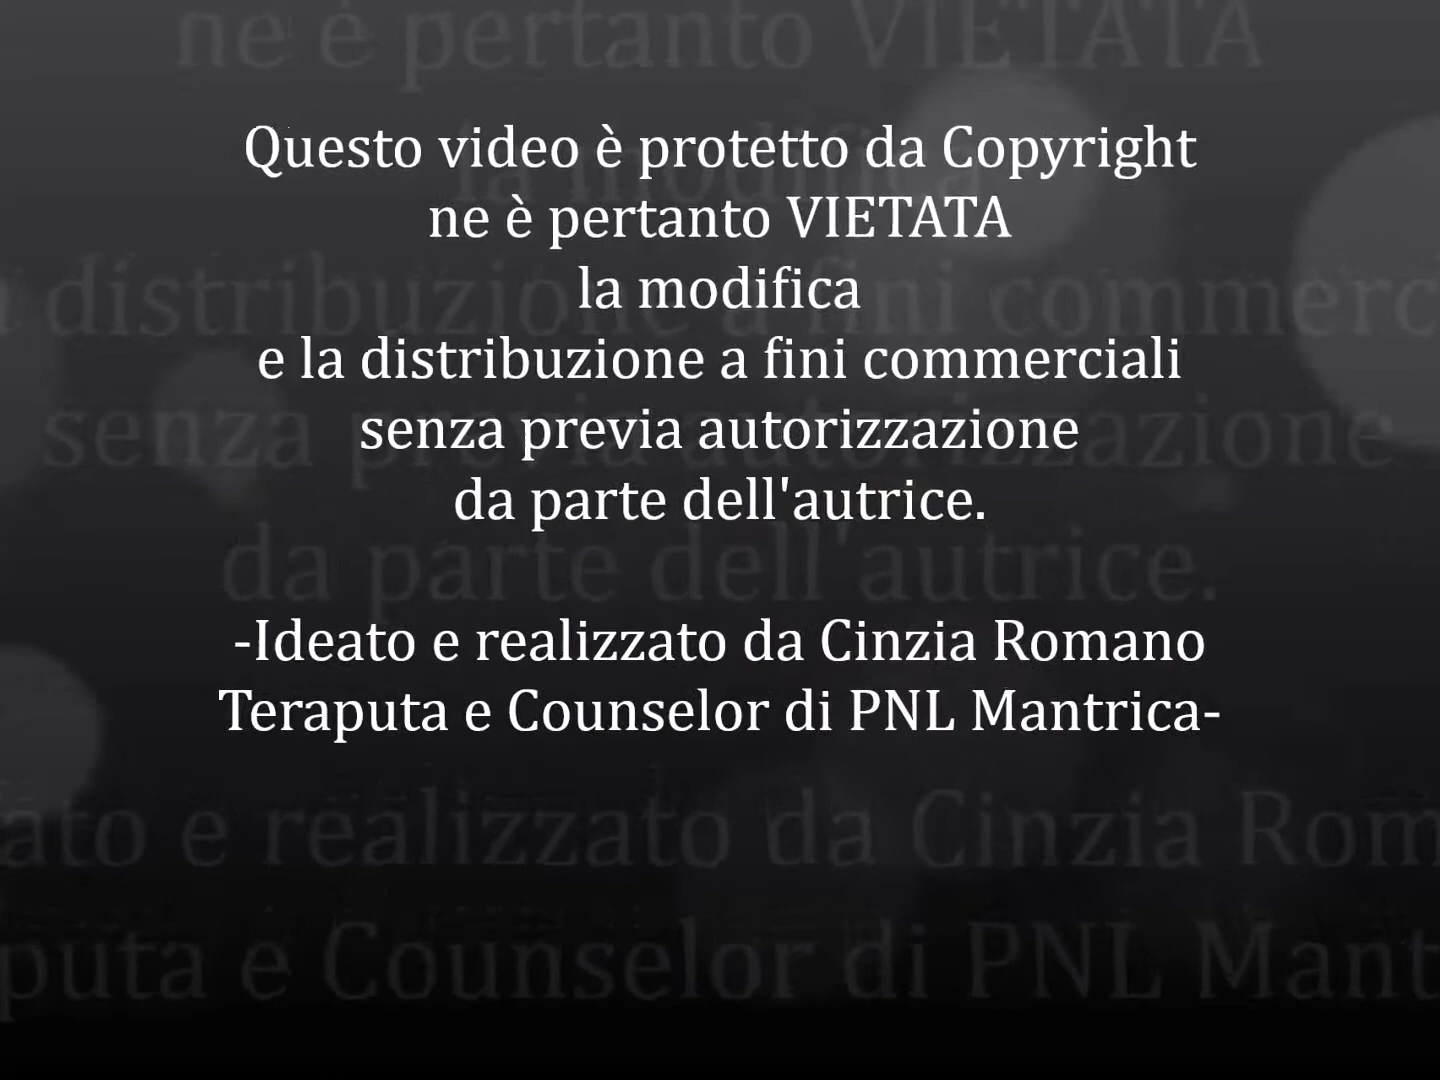 Questo video è protetto da Copyright
ne è pertanto VIETATA
la modifica
e la distribuzione a fini commerciali
senza previa autorizzazione
da parte dell'autrice.
-Ideato e realizzato da Cinzia Romano
Teraputa e Counselor di PNL Mantrica-